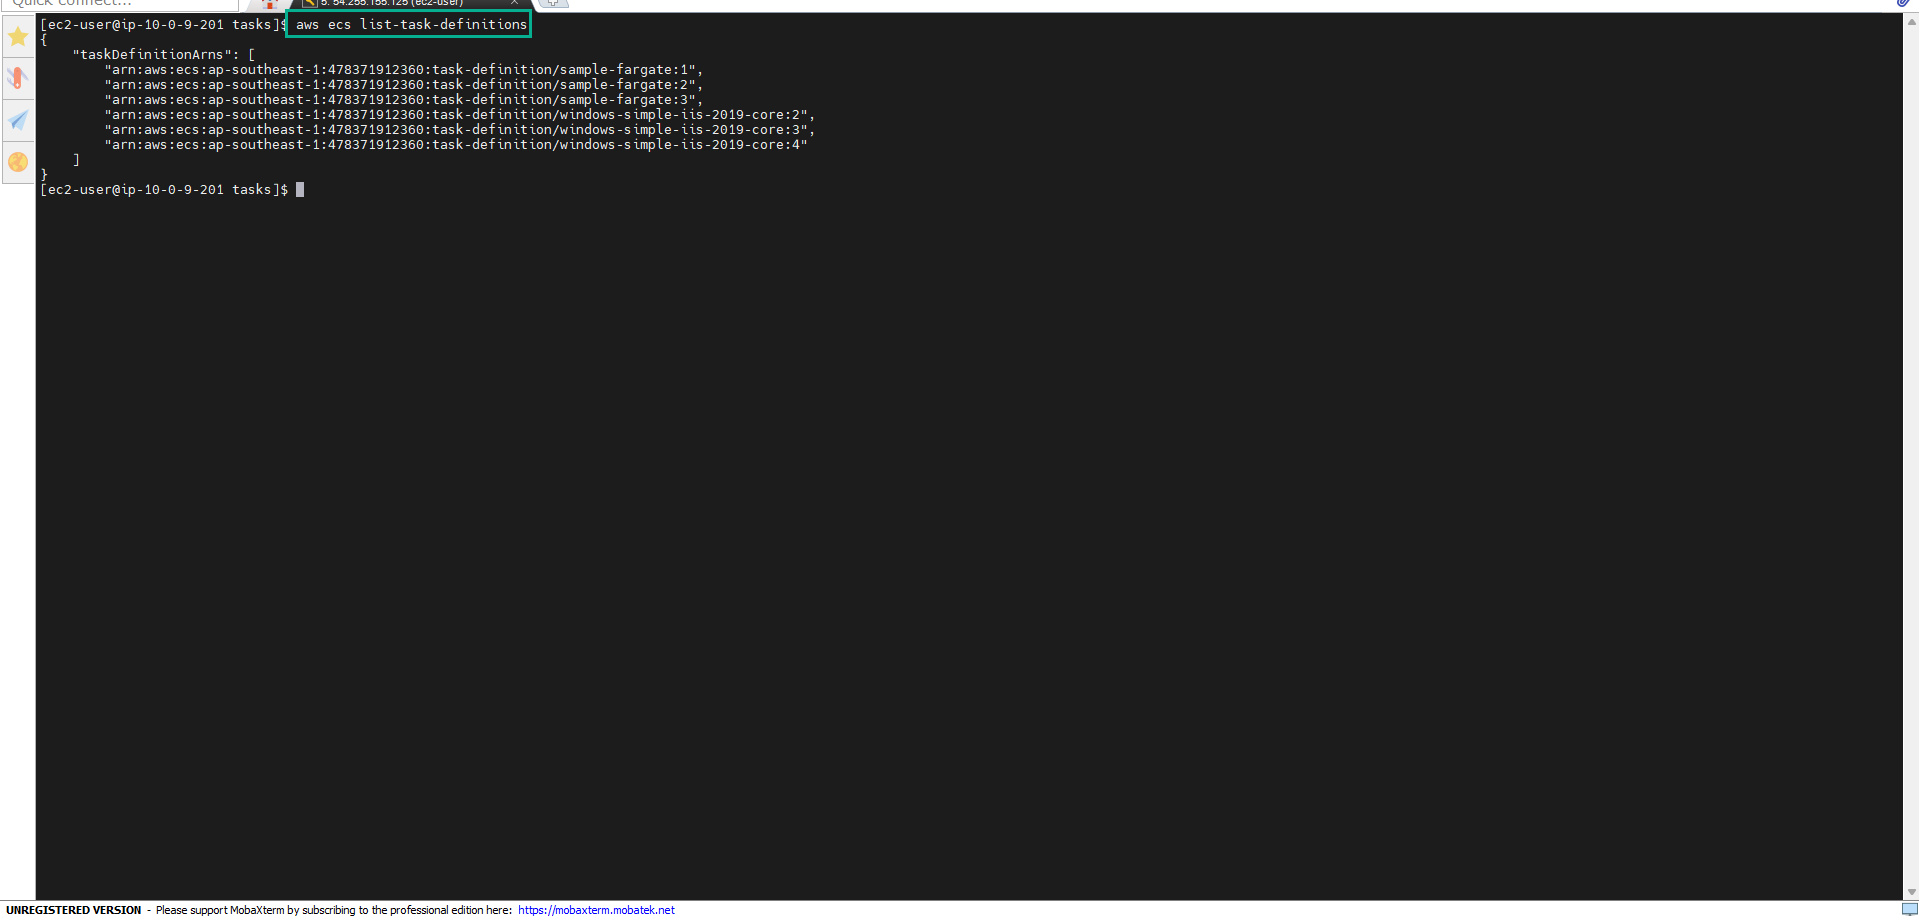 Quick connect...
5. 54.255.155.125 (ec2-user)
[ec2-user@ip-10-0-9-201 tasks]$ aws ecs list-task-definitions
{
    "taskDefinitionArns": [
        "arn:aws:ecs:ap-southeast-1:478371912360:task-definition/sample-fargate:1",
        "arn:aws:ecs:ap-southeast-1:478371912360:task-definition/sample-fargate:2",
        "arn:aws:ecs:ap-southeast-1:478371912360:task-definition/sample-fargate:3",
        "arn:aws:ecs:ap-southeast-1:478371912360:task-definition/windows-simple-iis-2019-core:2",
        "arn:aws:ecs:ap-southeast-1:478371912360:task-definition/windows-simple-iis-2019-core:3",
        "arn:aws:ecs:ap-southeast-1:478371912360:task-definition/windows-simple-iis-2019-core:4"
    ]
}
[ec2-user@ip-10-0-9-201 tasks]$
UNREGISTERED VERSION - Please support MobaXterm by subscribing to the professional edition here: https://mobaxterm.mobatek.net